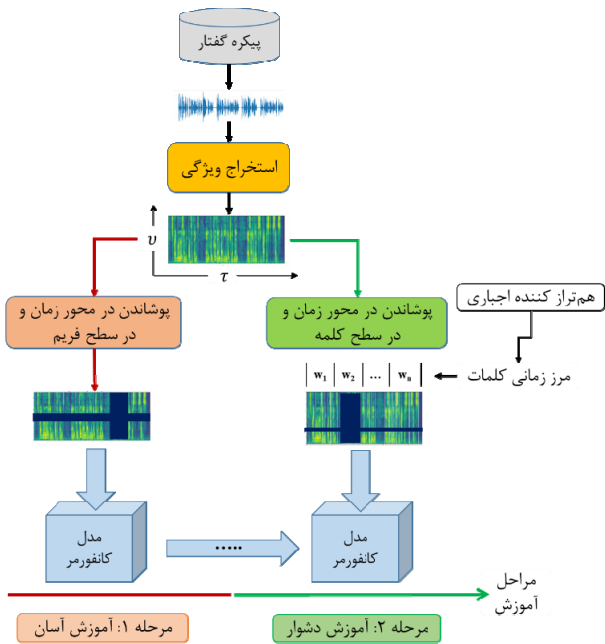 پیکره گفتار
استخراج ویژگی
υ
τ
پوشاندن در محور زمان و
در سطح فریم
پوشاندن در محور زمان و
در سطح کلمه
هم‌تراز کننده اجباری
w₁ w₂ ... wₙ
مرز زمانی کلمات
مدل
کانفورمر
.....
مدل
کانفورمر
مراحل
آموزش
مرحله ۱: آموزش آسان
مرحله ۲: آموزش دشوار